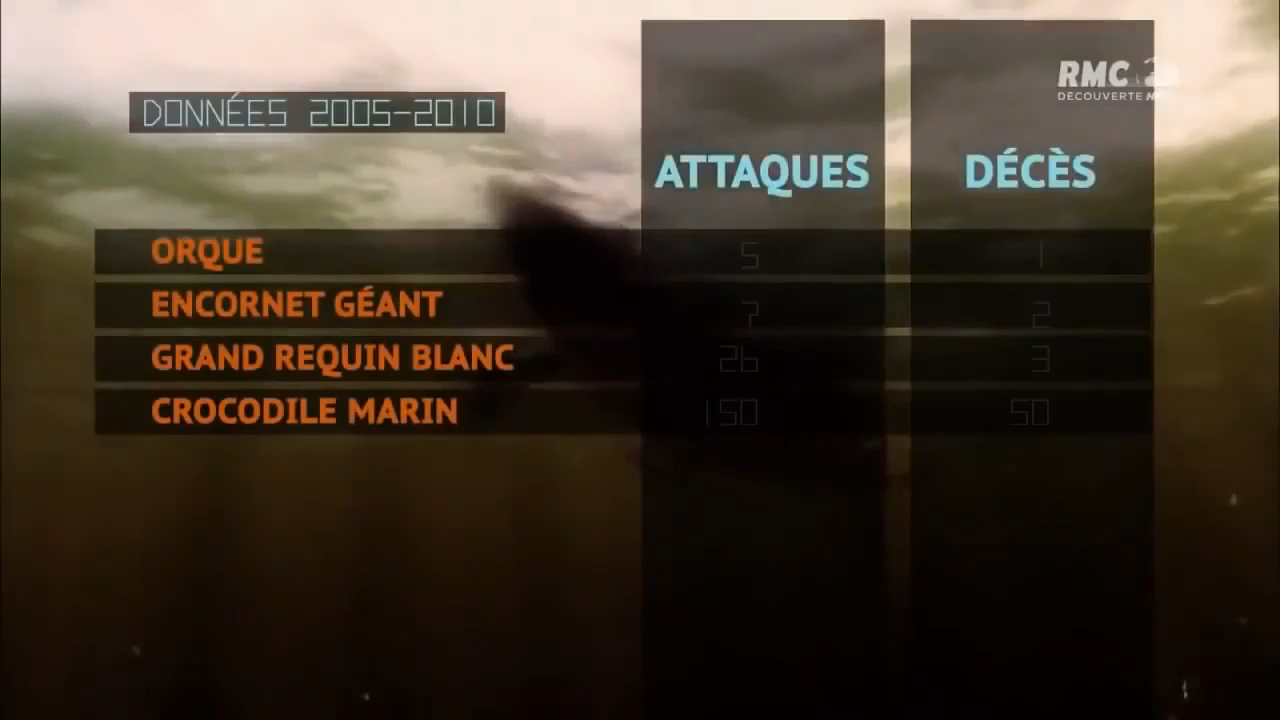 RMC
DÉCOUVERTE
DONNÉES 2005-2010
ATTAQUES DÉCÈS
ORQUE 5 1
ENCORNET GÉANT 7 2
GRAND REQUIN BLANC 26 3
CROCODILE MARIN 150 50